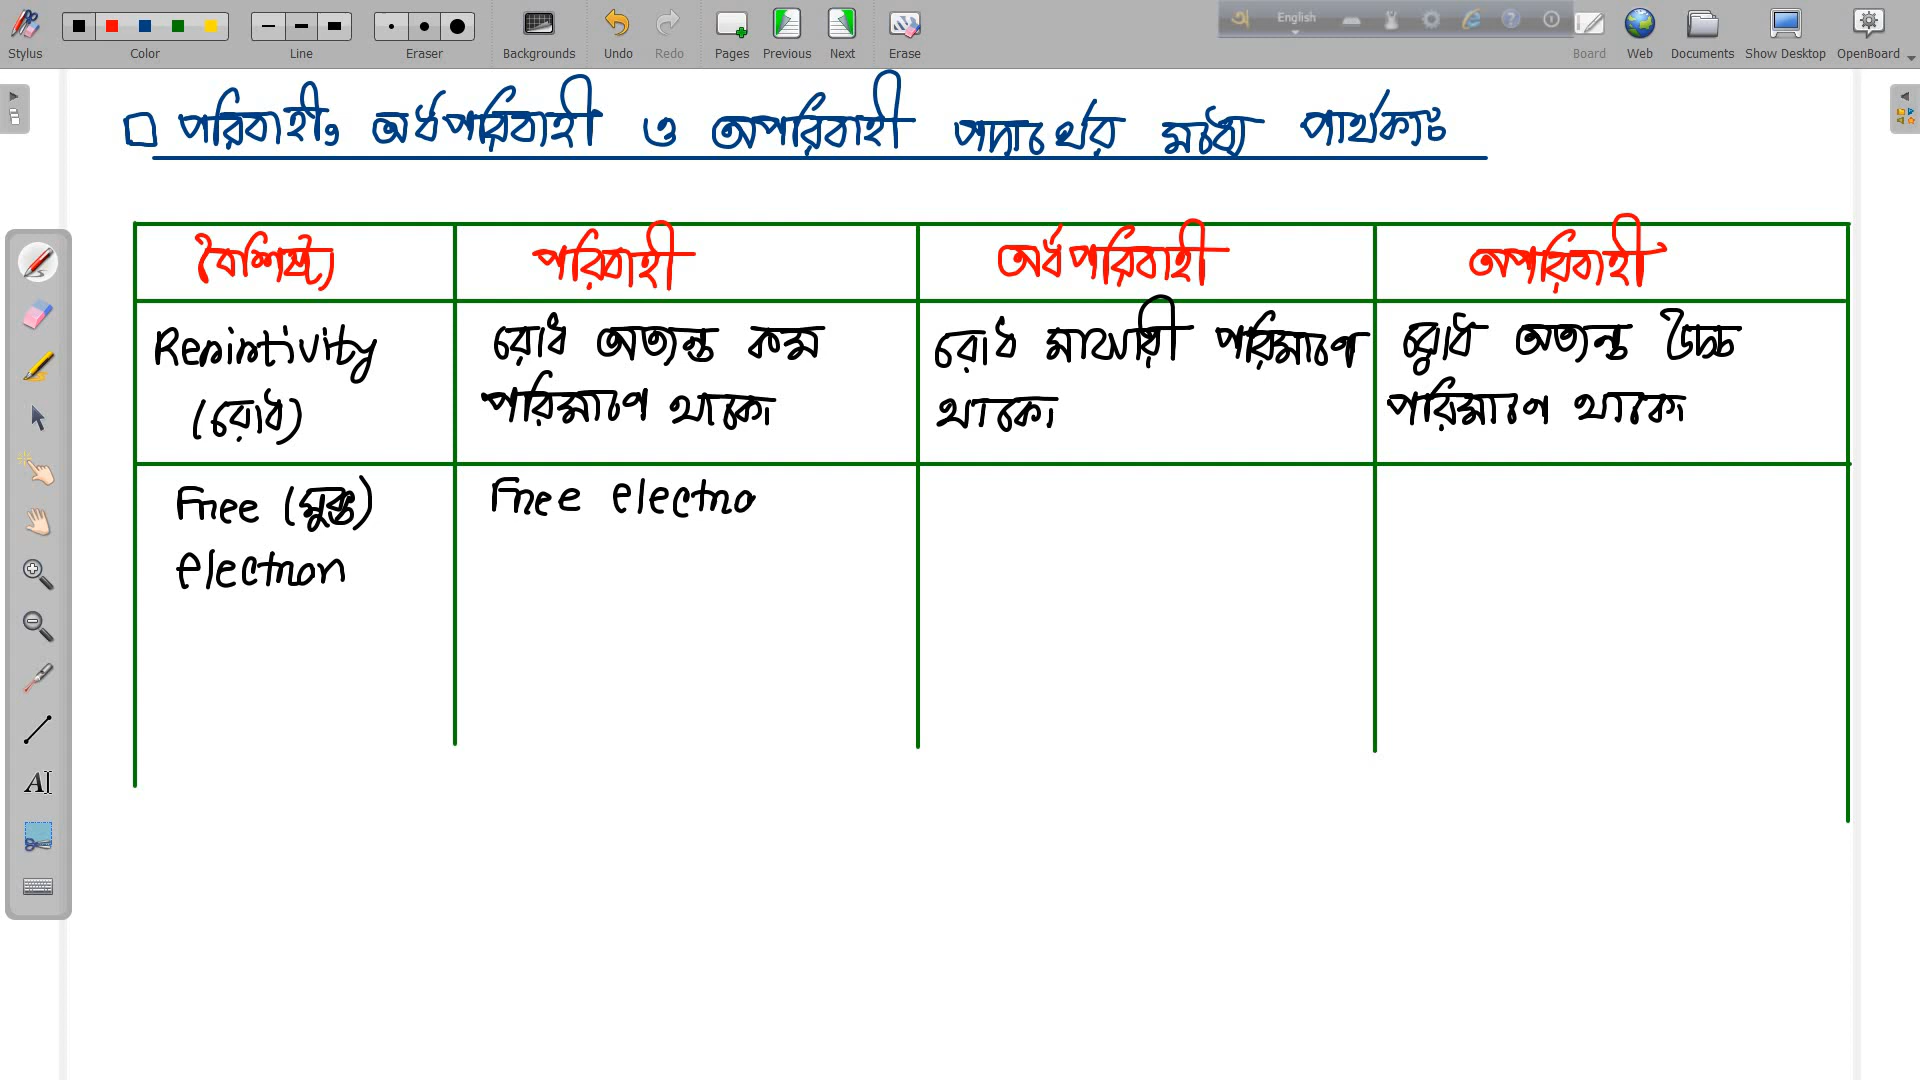 Stylus
Color
Line
Eraser
Backgrounds
Undo
Redo
Pages
Previous
Next
Erase
English
Board
Web
Documents
Show Desktop
OpenBoard
পরিবাহী, অর্ধপরিবাহী ও অপরিবাহী পদার্থের মধ্যে পার্থক্যঃ
বৈশিষ্ট্য
পরিবাহী
অর্ধপরিবাহী
অপরিবাহী
Resistivity
(রোধ)
রোধ অত্যন্ত কম
পরিমাণে থাকে।
রোধ মাঝারী পরিমাণে
থাকে।
রোধ অত্যন্ত উচ্চ
পরিমাণে থাকে।
Free (মুক্ত)
electron
Free electro